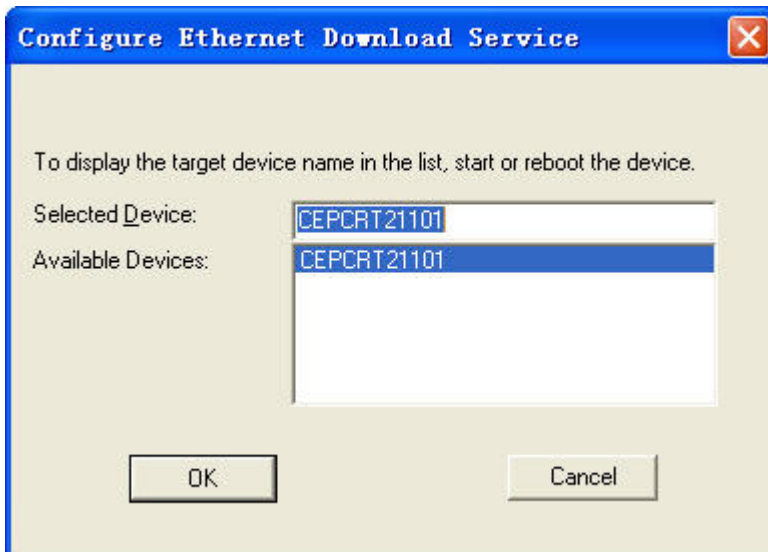 Configure Ethernet Download Service
To display the target device name in the list, start or reboot the device.
Selected Device: CEPCRT21101
Available Devices: CEPCRT21101
OK Cancel